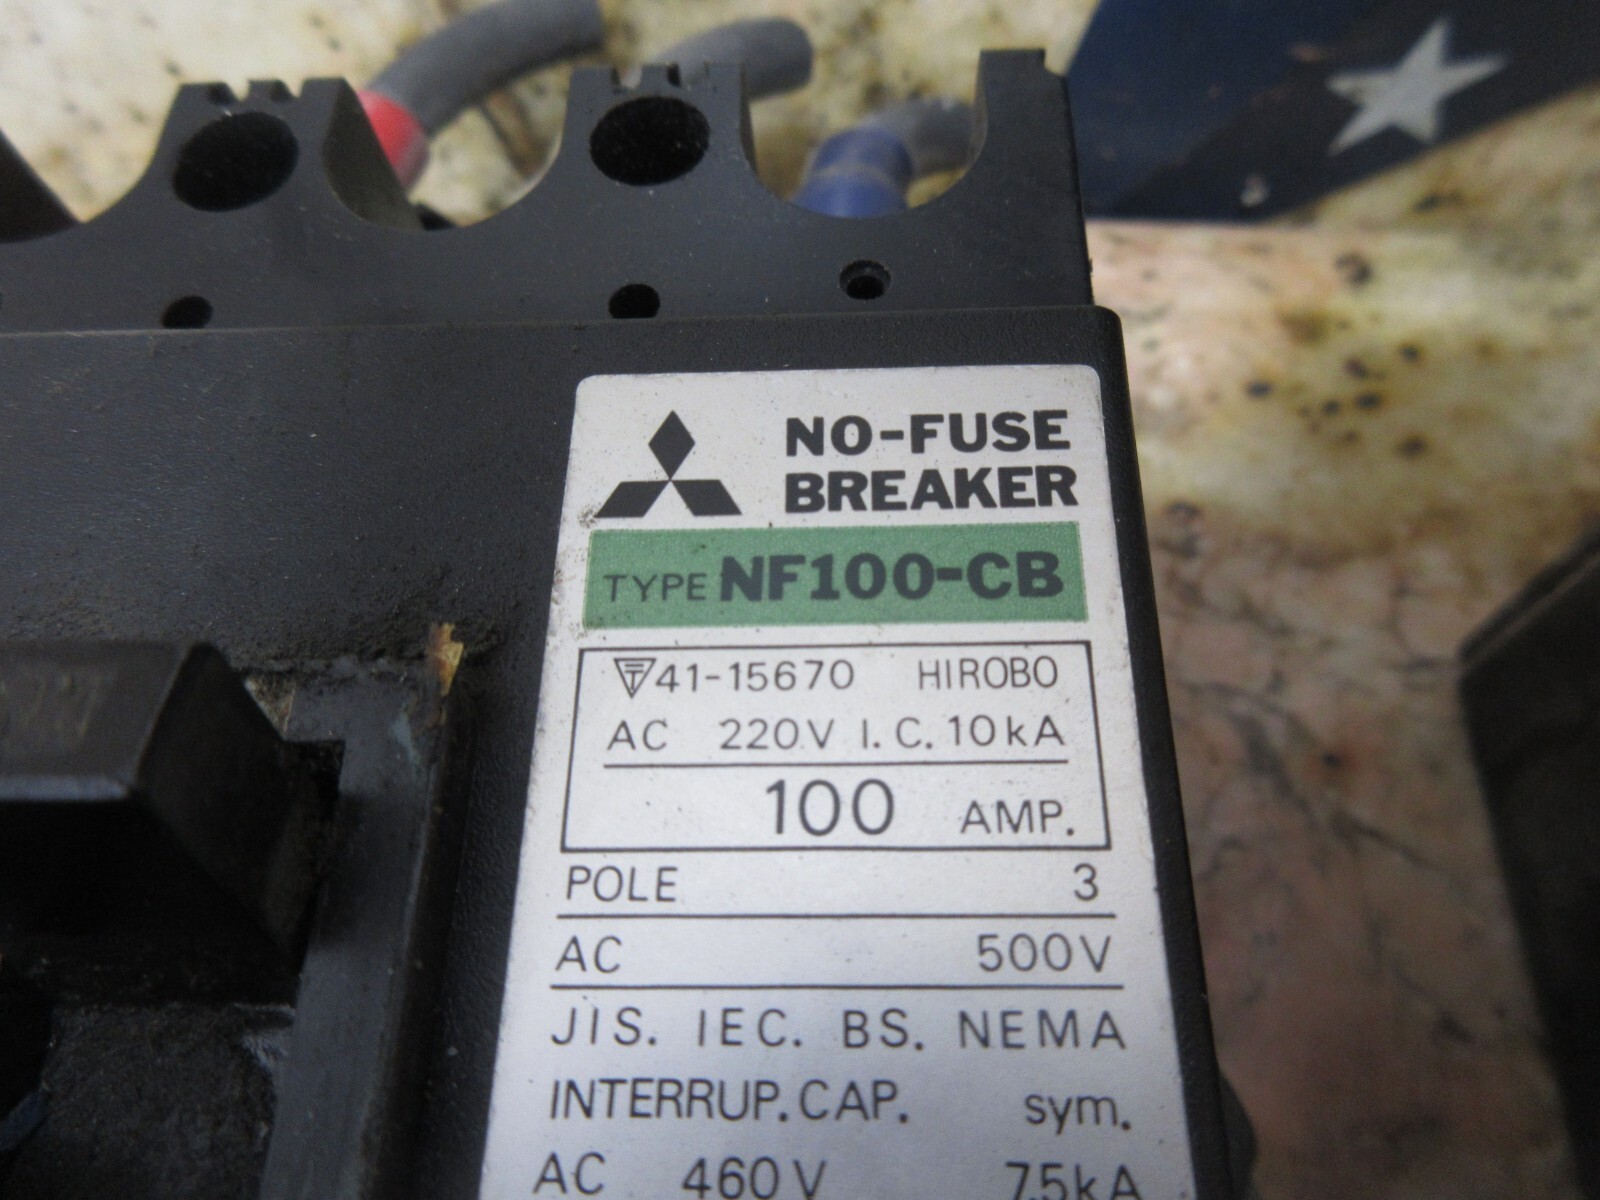 NO-FUSE
BREAKER
TYPE NF100-CB
41-15670 HIROBO
AC 220V I.C. 10kA
100 AMP.
POLE 3
AC 500V
JIS. IEC. BS. NEMA
INTERRUP. CAP. sym.
AC 460V 7.5kA